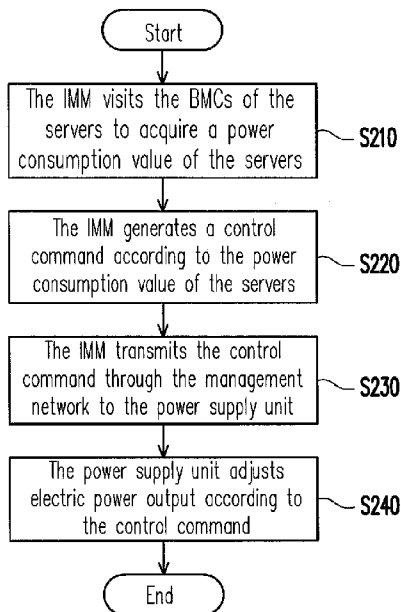 Start
The IMM visits the BMCs of the
servers to acquire a power
consumption value of the servers
S210
The IMM generates a control
command according to the power
consumption value of the servers
S220
The IMM transmits the control
command through the management
network to the power supply unit
S230
The power supply unit adjusts
electric power output according to
the control command
S240
End